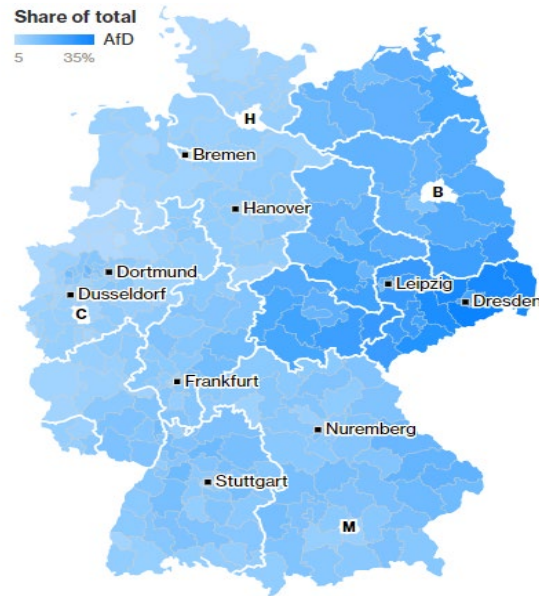 Share of total
AfD
5 35%
H
Bremen
B
Hanover
Dortmund
Leipzig
Dusseldorf
Dresden
C
Frankfurt
Nuremberg
Stuttgart
M